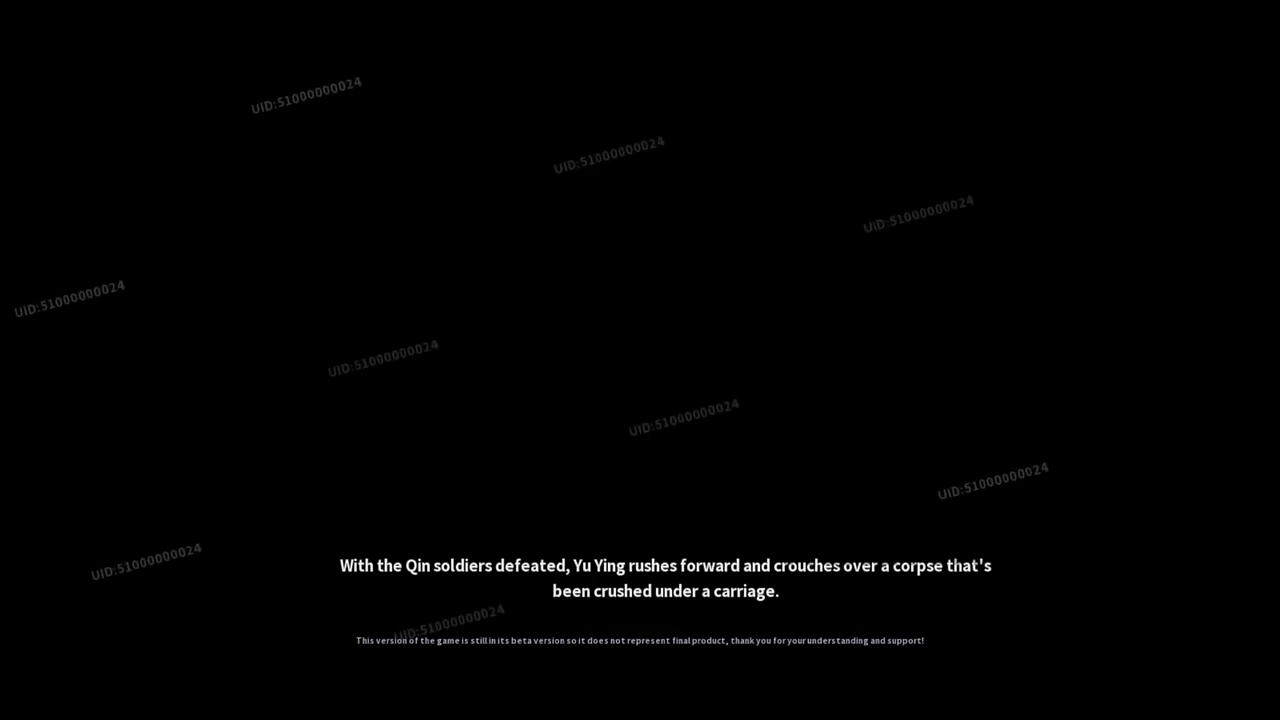 UID:51000000024
UID:51000000024
UID:51000000024
UID:51000000024
UID:51000000024
UID:51000000024
UID:51000000024
UID:51000000024
With the Qin soldiers defeated, Yu Ying rushes forward and crouches over a corpse that's
been crushed under a carriage.
UID:51000000024
This version of the game is still in its beta version so it does not represent final product, thank you for your understanding and support!